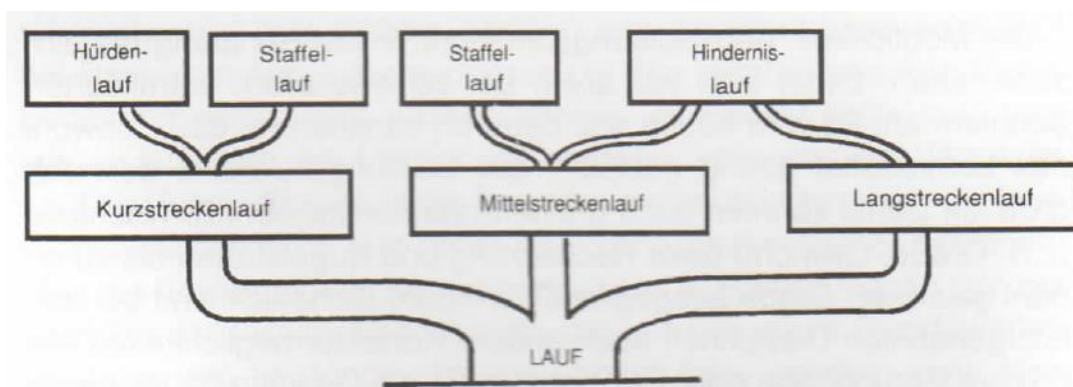 Hürden-
lauf
Staffel-
lauf
Staffel-
lauf
Hindernis-
lauf
Kurzstreckenlauf
Mittelstreckenlauf
Langstreckenlauf
LAUF